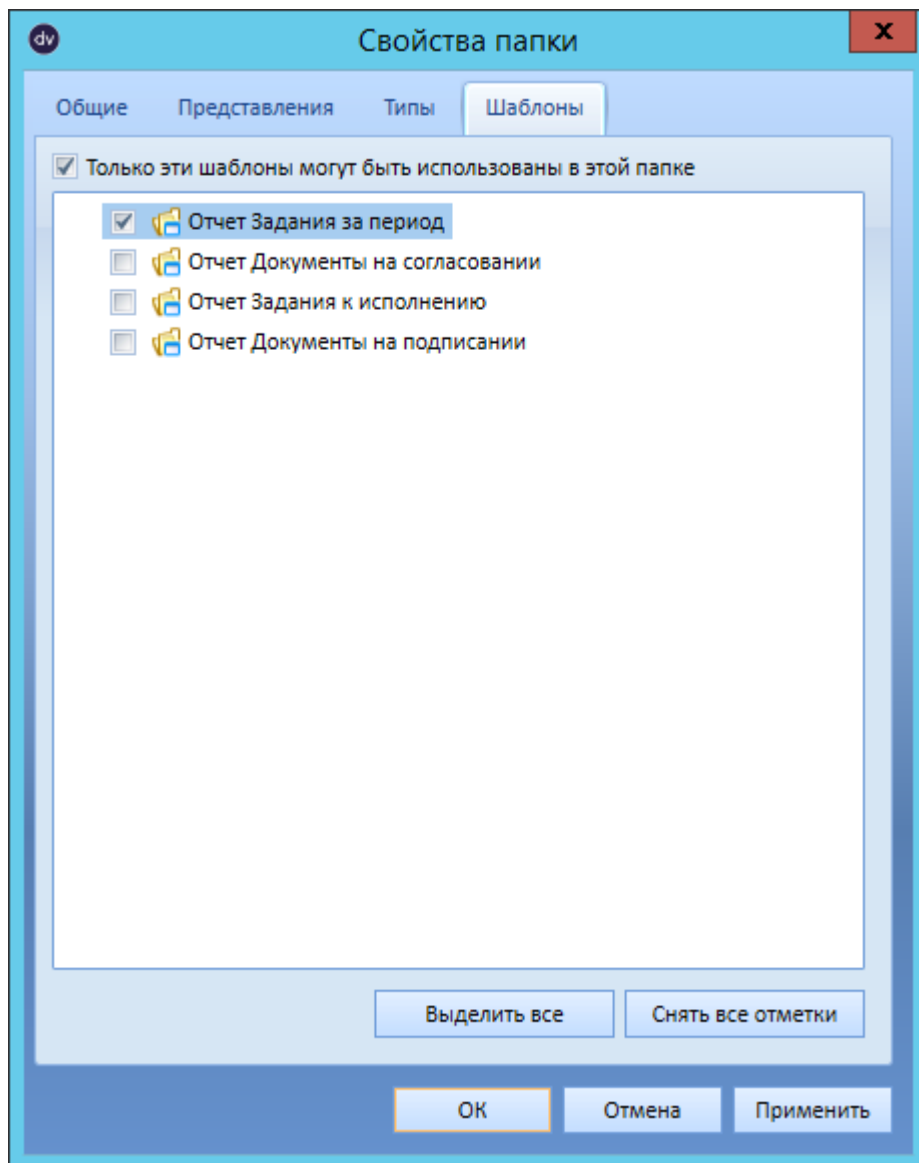 dv
Свойства папки
x
Общие Представления Типы Шаблоны
Только эти шаблоны могут быть использованы в этой папке
Отчет Задания за период
Отчет Документы на согласовании
Отчет Задания к исполнению
Отчет Документы на подписании
Выделить все Снять все отметки
ОК Отмена Применить